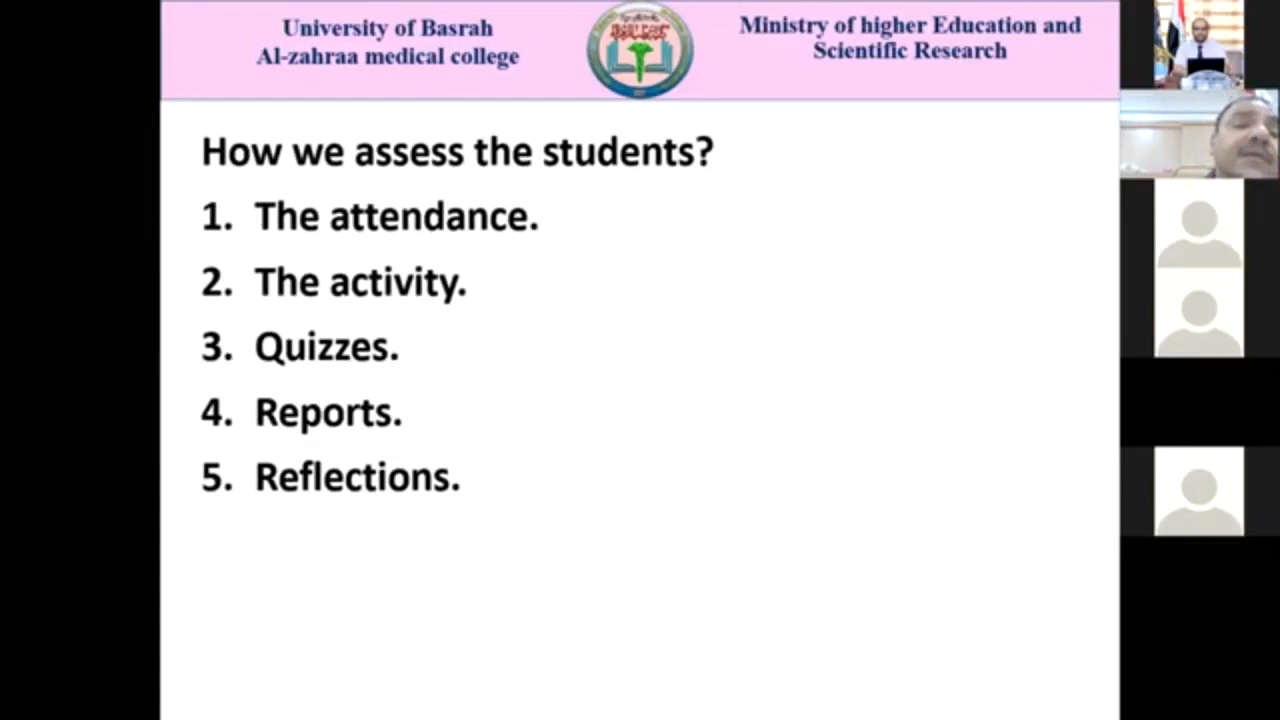 University of Basrah
Al-zahraa medical college
Ministry of higher Education and
Scientific Research
How we assess the students?
1. The attendance.
2. The activity.
3. Quizzes.
4. Reports.
5. Reflections.